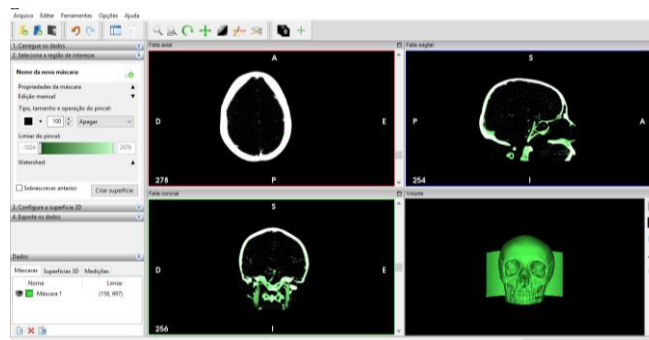 Arquivo Editar Ferramentas Opções Ajuda
1. Carregue os dados
2. Selecione a região de interesse
Nome da nova máscara:
Propriedades da máscara
Edição manual
Tipo, tamanho e operação do pincel:
100 Apagar
Limiar do pincel:
-1024 2976
Watershed
Sobrescrever anterior Criar superfície
3. Configure a superfície 3D
4. Exporte os dados
Dados
Máscaras Superfícies 3D Medições
Nome Limiar
Máscara 1 (158, 697)
Fatia axial
A
D E
278 P
Fatia sagital
S
P A
254 I
Fatia coronal
S
D E
256 I
Volume